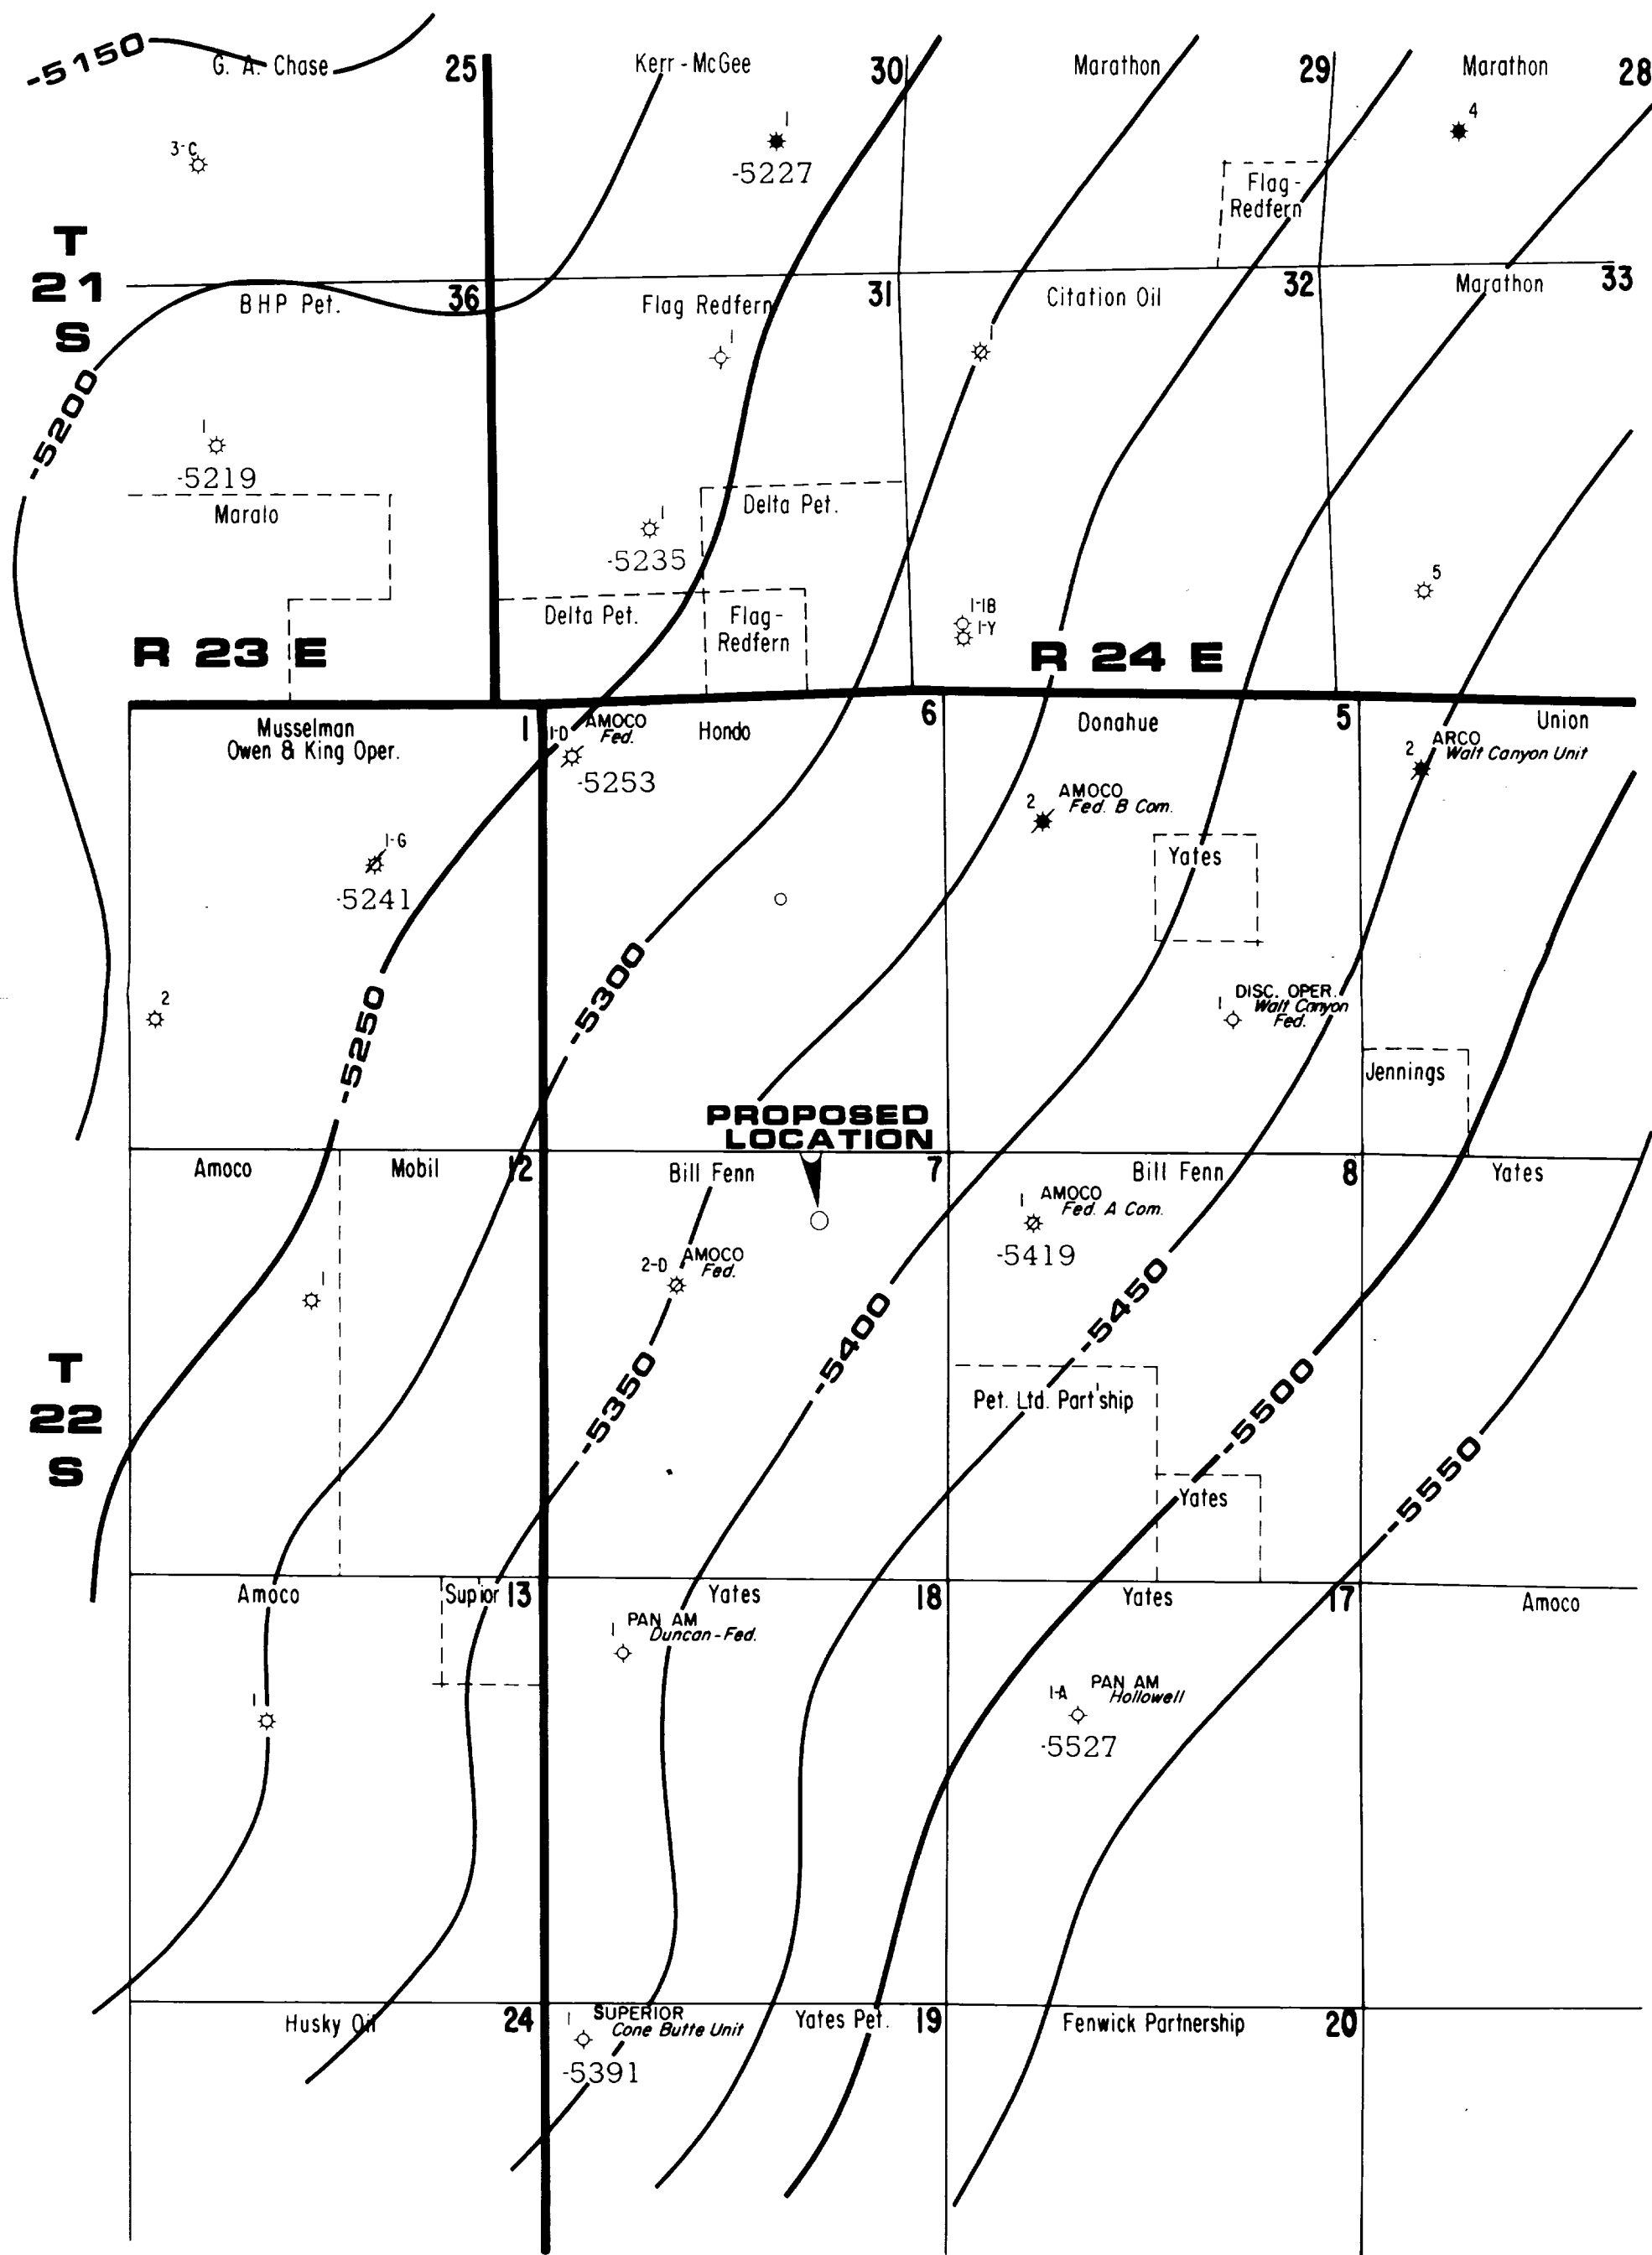 -5150
G. A. Chase
25
Kerr - McGee
30
Marathon
29
Marathon
28
3-C
1
-5227
4
Flag-
Redfern
T
21
S
BHP Pet.
36
Flag Redfern
31
Citation Oil
32
Marathon
33
1
1
-5200
1
-5219
Maralo
Delta Pet.
1
-5235
Delta Pet.
Flag-
Redfern
1-1B
1-Y
5
R 23 E
R 24 E
Musselman
Owen & King Oper.
1
1-D
AMOCO
Fed.
-5253
Hondo
6
Donahue
5
Union
2
ARCO
Walt Canyon Unit
2
AMOCO
Fed. B Com.
1-G
-5241
Yates
-5300
-5250
2
DISC. OPER.
1
Walt Canyon
Fed.
Jennings
PROPOSED
LOCATION
Amoco
Mobil
12
Bill Fenn
7
Bill Fenn
8
Yates
1
AMOCO
Fed. A Com.
-5419
2-D
AMOCO
Fed.
1
-5450
-5400
-5350
T
22
S
Pet. Ltd. Part'ship
-5500
-5550
Yates
Amoco
Supior
13
Yates
18
Yates
17
Amoco
1
PAN AM
Duncan-Fed.
1
1-A
PAN AM
Hollowell
-5527
Husky Oil
24
1
SUPERIOR
Cone Butte Unit
-5391
Yates Pet.
19
Fenwick Partnership
20